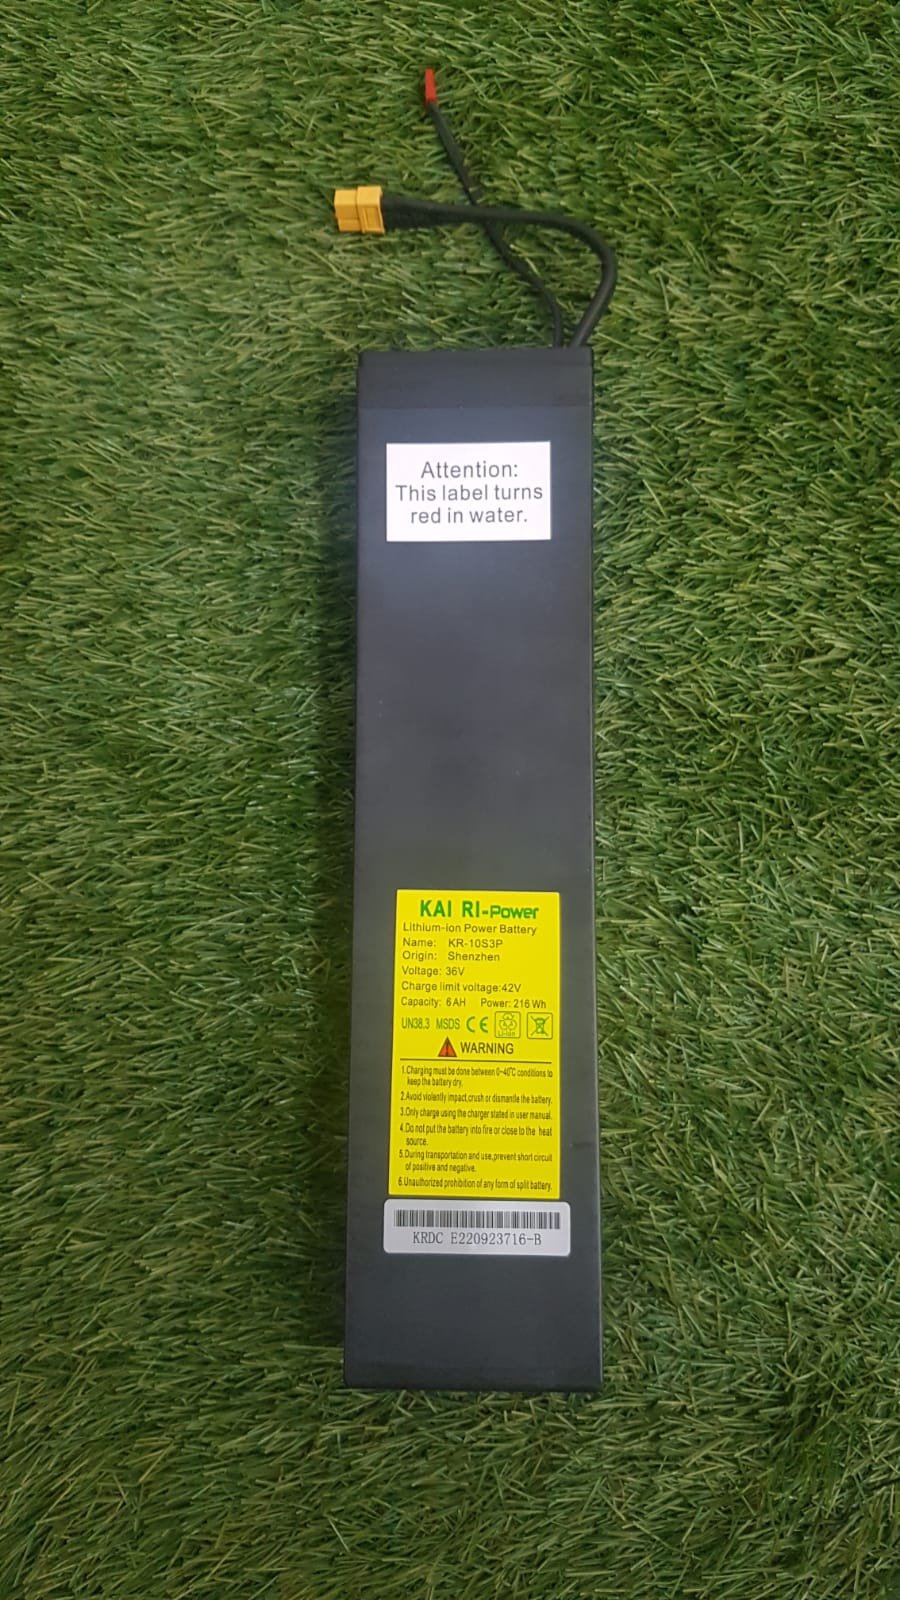 Attention:
This label turns
red in water.
KAI RI-Power
Lithium-ion Power Battery
Name: KR-10S3P
Origin: Shenzhen
Voltage: 36V
Charge limit voltage:42V
Capacity: 6AH Power: 216 Wh
UN38.3 MSDS CE Li-ion
WARNING
1.Charging must be done between 0~40℃ conditions to
keep the battery dry.
2.Avoid violently impact,crush or dismantle the battery.
3.Only charge using the charger stated in user manual.
4.Do not put the battery into fire or close to the heat
source.
5.During transportation and use,prevent short circuit
of positive and negative.
6.Unauthorized prohibition of any form of split battery.
KRDC E220923716-B